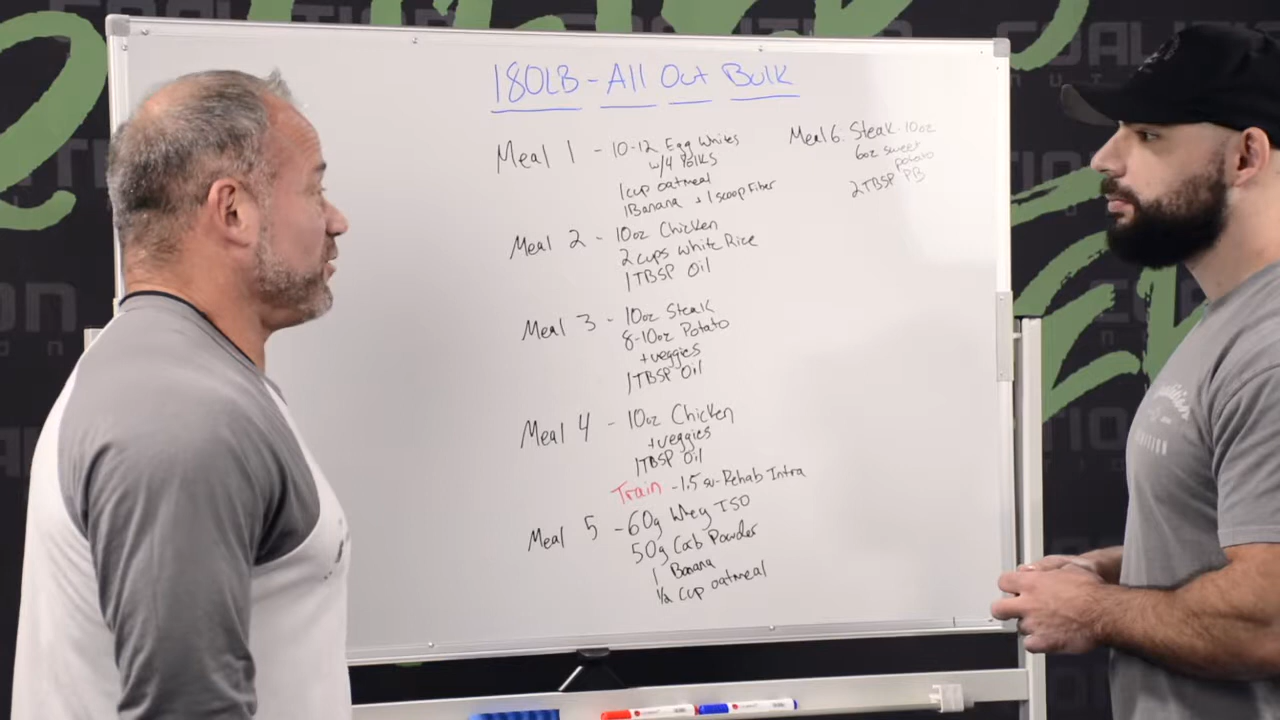 180LB - All Out Bulk
Meal 1 - 10-12 Egg Whites
w/4 Yolks
1 cup oatmeal
1 Banana + 1 scoop Fiber
Meal 2 - 10oz Chicken
2 cups white Rice
1 TBSP Oil
Meal 3 - 10oz Steak
8-10oz Potato
+veggies
1 TBSP Oil
Meal 4 - 10oz Chicken
+veggies
1 TBSP Oil
Train - 1.5 sv-Rehab Intra
Meal 5 - 60g Whey ISO
50g Carb Powder
1 Banana
1/2 cup oatmeal
Meal 6: Steak-10oz
6oz sweet
potato
2 TBSP PB
COALITION